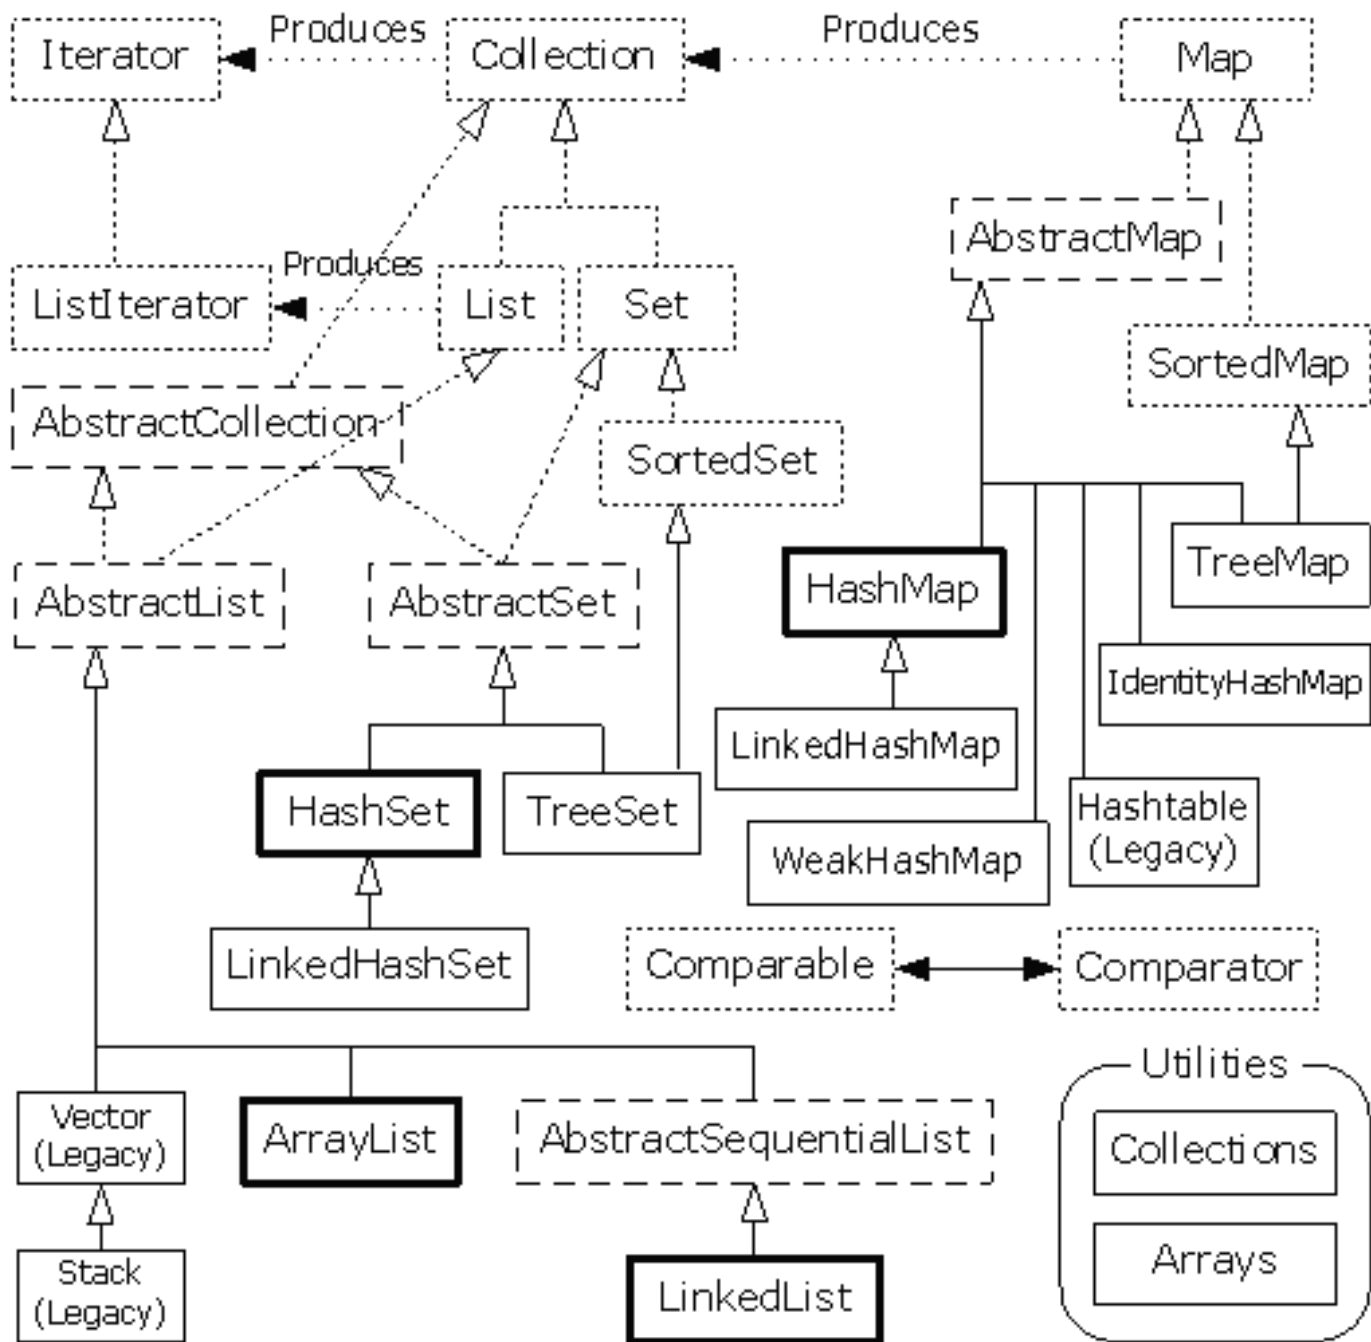 Produces
Produces
Iterator
Collection
Map
AbstractMap
Produces
ListIterator
List
Set
SortedMap
AbstractCollection
SortedSet
TreeMap
HashMap
AbstractList
AbstractSet
IdentityHashMap
LinkedHashMap
HashSet
TreeSet
Hashtable
(Legacy)
WeakHashMap
LinkedHashSet
Comparable
Comparator
Utilities
Vector
(Legacy)
ArrayList
AbstractSequentialList
Collections
Stack
(Legacy)
LinkedList
Arrays